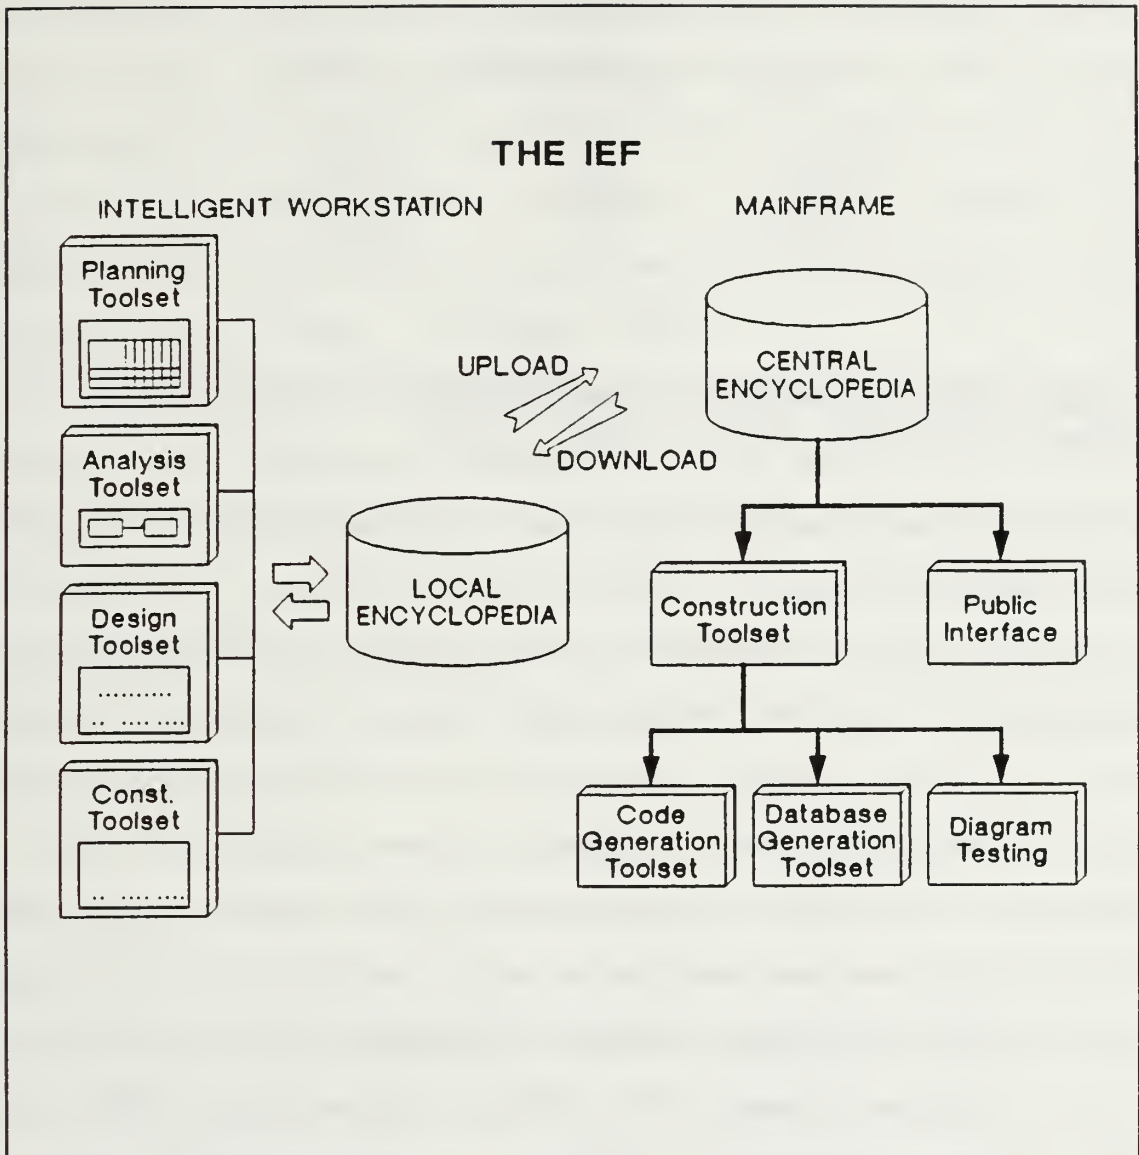 THE IEF
INTELLIGENT WORKSTATION
MAINFRAME
Planning
Toolset
Analysis
Toolset
Design
Toolset
Const.
Toolset
LOCAL
ENCYCLOPEDIA
UPLOAD
DOWNLOAD
CENTRAL
ENCYCLOPEDIA
Construction
Toolset
Public
Interface
Code
Generation
Toolset
Database
Generation
Toolset
Diagram
Testing